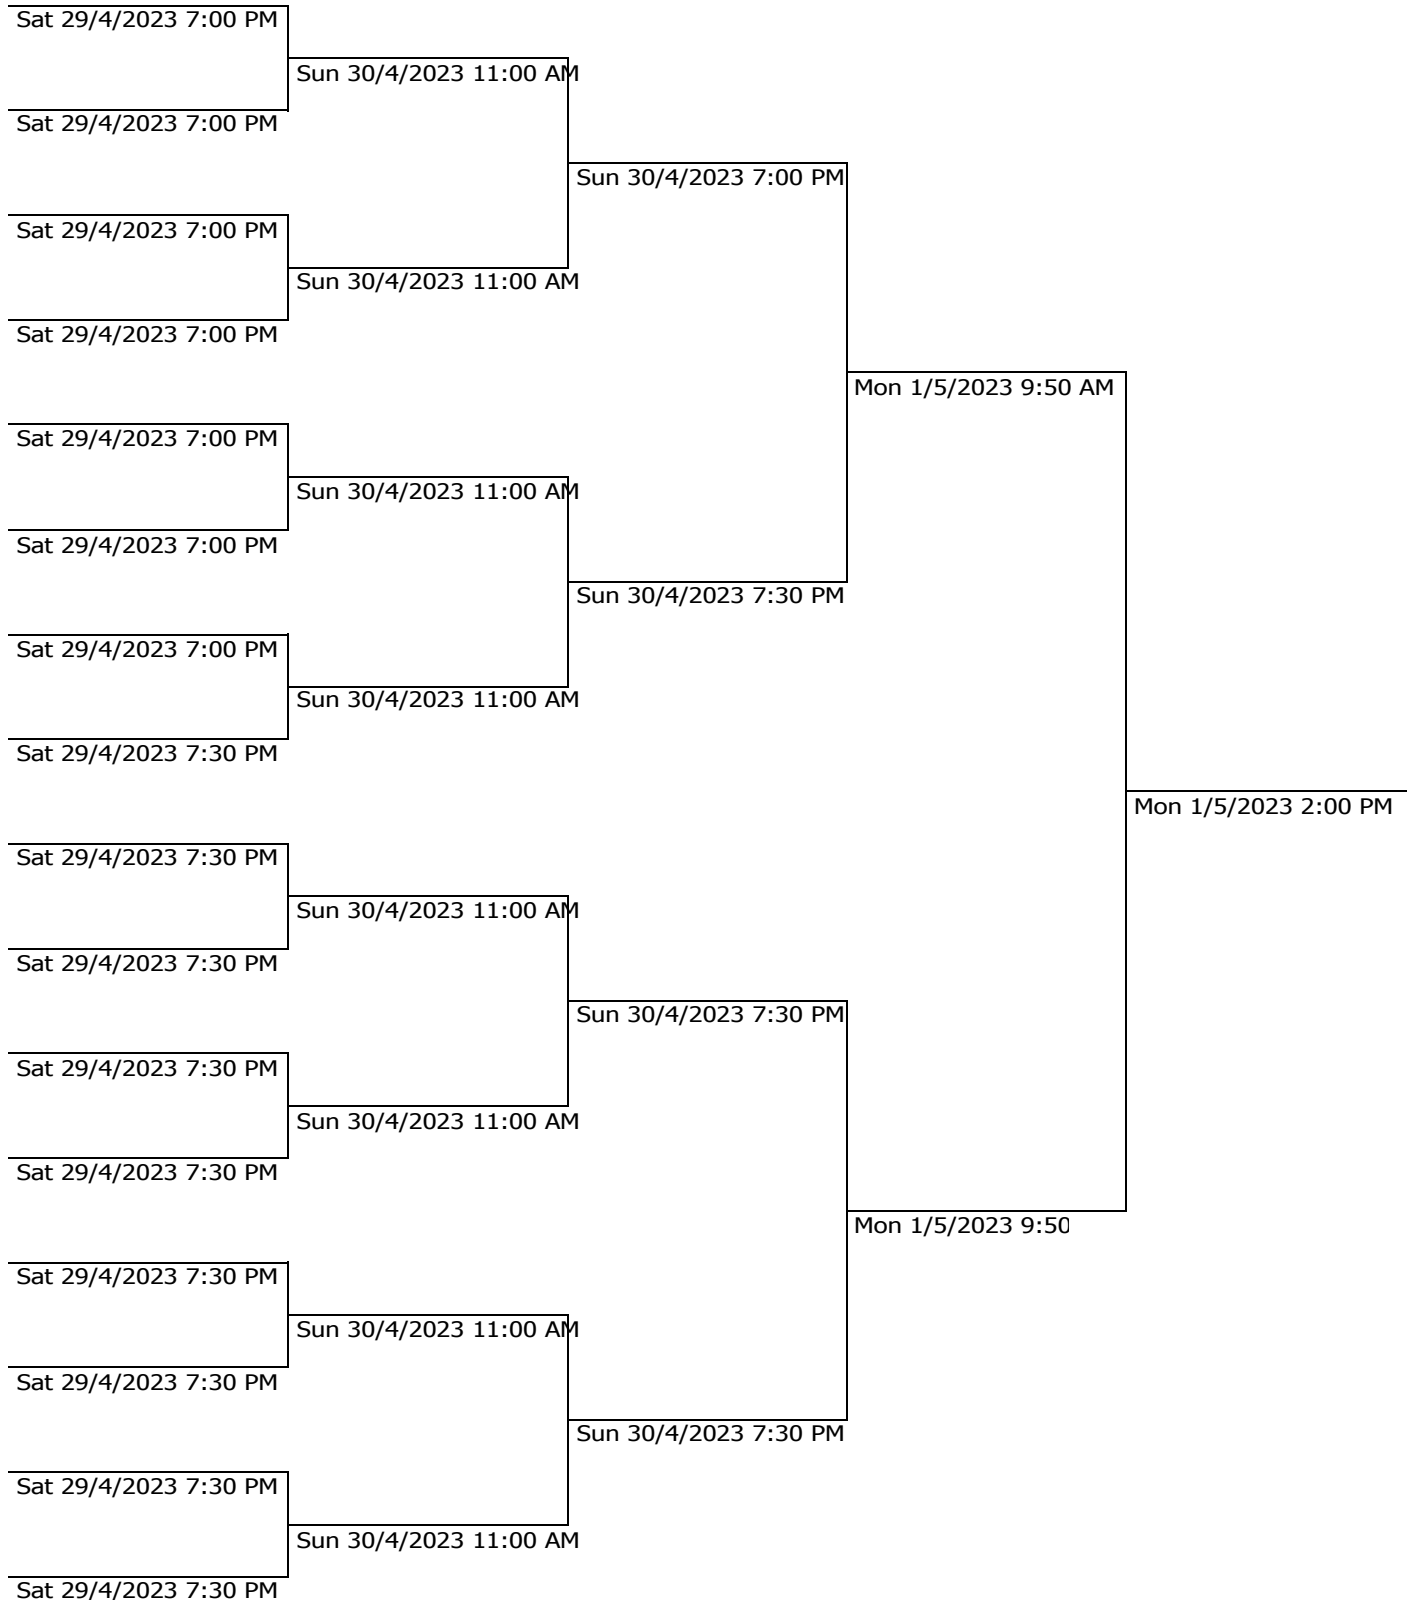 Sat 29/4/2023 7:00 PM
Sun 30/4/2023 11:00 AM
Sat 29/4/2023 7:00 PM
Sun 30/4/2023 7:00 PM
Sat 29/4/2023 7:00 PM
Sun 30/4/2023 11:00 AM
Sat 29/4/2023 7:00 PM
Mon 1/5/2023 9:50 AM
Sat 29/4/2023 7:00 PM
Sun 30/4/2023 11:00 AM
Sat 29/4/2023 7:00 PM
Sun 30/4/2023 7:30 PM
Sat 29/4/2023 7:00 PM
Sun 30/4/2023 11:00 AM
Sat 29/4/2023 7:30 PM
Mon 1/5/2023 2:00 PM
Sat 29/4/2023 7:30 PM
Sun 30/4/2023 11:00 AM
Sat 29/4/2023 7:30 PM
Sun 30/4/2023 7:30 PM
Sat 29/4/2023 7:30 PM
Sun 30/4/2023 11:00 AM
Sat 29/4/2023 7:30 PM
Mon 1/5/2023 9:50
Sat 29/4/2023 7:30 PM
Sun 30/4/2023 11:00 AM
Sat 29/4/2023 7:30 PM
Sun 30/4/2023 7:30 PM
Sat 29/4/2023 7:30 PM
Sun 30/4/2023 11:00 AM
Sat 29/4/2023 7:30 PM